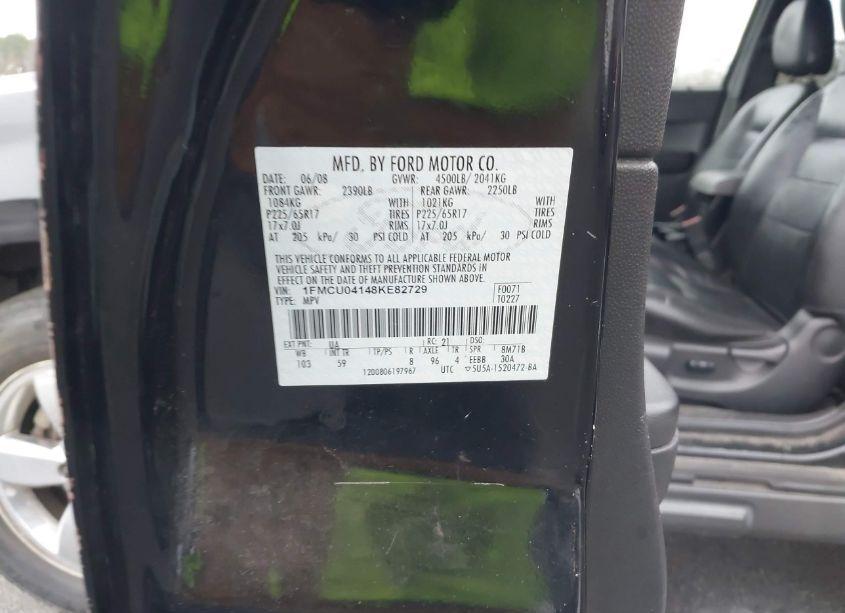 MFD. BY FORD MOTOR CO.
DATE: 06/08 GVWR: 4500LB/ 2041KG
FRONT GAWR: 2390LB REAR GAWR: 2250LB
1084KG WITH 1021KG WITH
P225/65R17 TIRES P225/65R17 TIRES
17x7.0J RIMS 17x7.0J RIMS
AT 205 kPa/ 30 PSI COLD AT 205 kPa/ 30 PSI COLD
THIS VEHICLE CONFORMS TO ALL APPLICABLE FEDERAL MOTOR
VEHICLE SAFETY AND THEFT PREVENTION STANDARDS IN
EFFECT ON THE DATE OF MANUFACTURE SHOWN ABOVE.
VIN: 1FMCU04148KE82729 F0071
TYPE: MPV 10227
EXT PNT: UA RC: 21 DSO:
WB INT TR TP/PS R AXLE TR SPR 8M71B
103 59 8 96 4 EEBB 30A
1200806197967 UTC ▽5U5A-1520472-BA